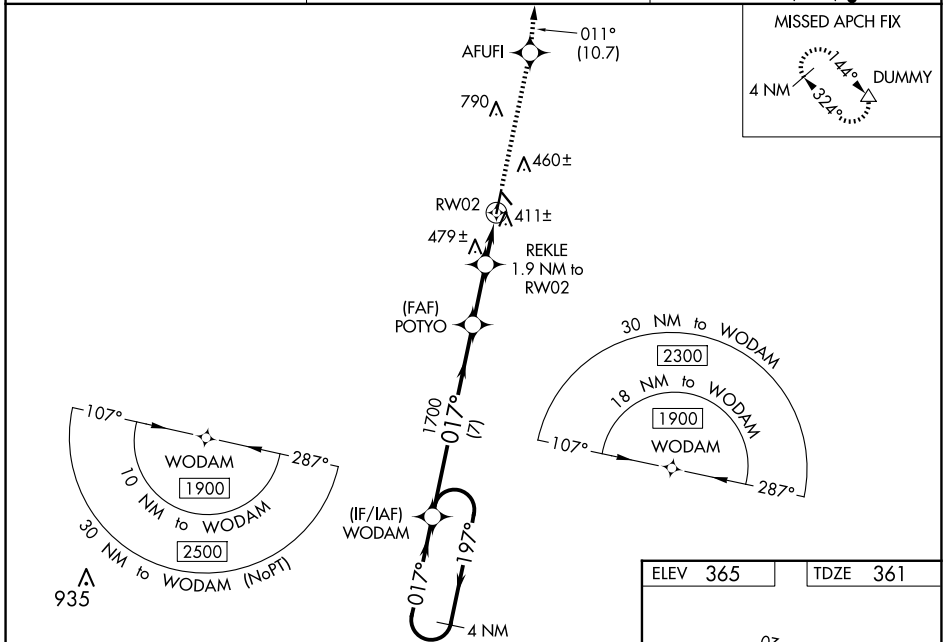 MISSED APCH FIX
4 NM
144°
324°
DUMMY
011°
(10.7)
AFUFI
790
460±
RW02
411±
479±
REKLE
1.9 NM to
RW02
(FAF)
POTYO
1700
017°
(7)
30 NM to WODAM
2300
18 NM to WODAM
1900
WODAM
107°
287°
107°
287°
WODAM
1900
10 NM to WODAM
2500
30 NM to WODAM (NoPT)
935
(IF/IAF)
WODAM
017°
197°
4 NM
ELEV 365
TDZE 361